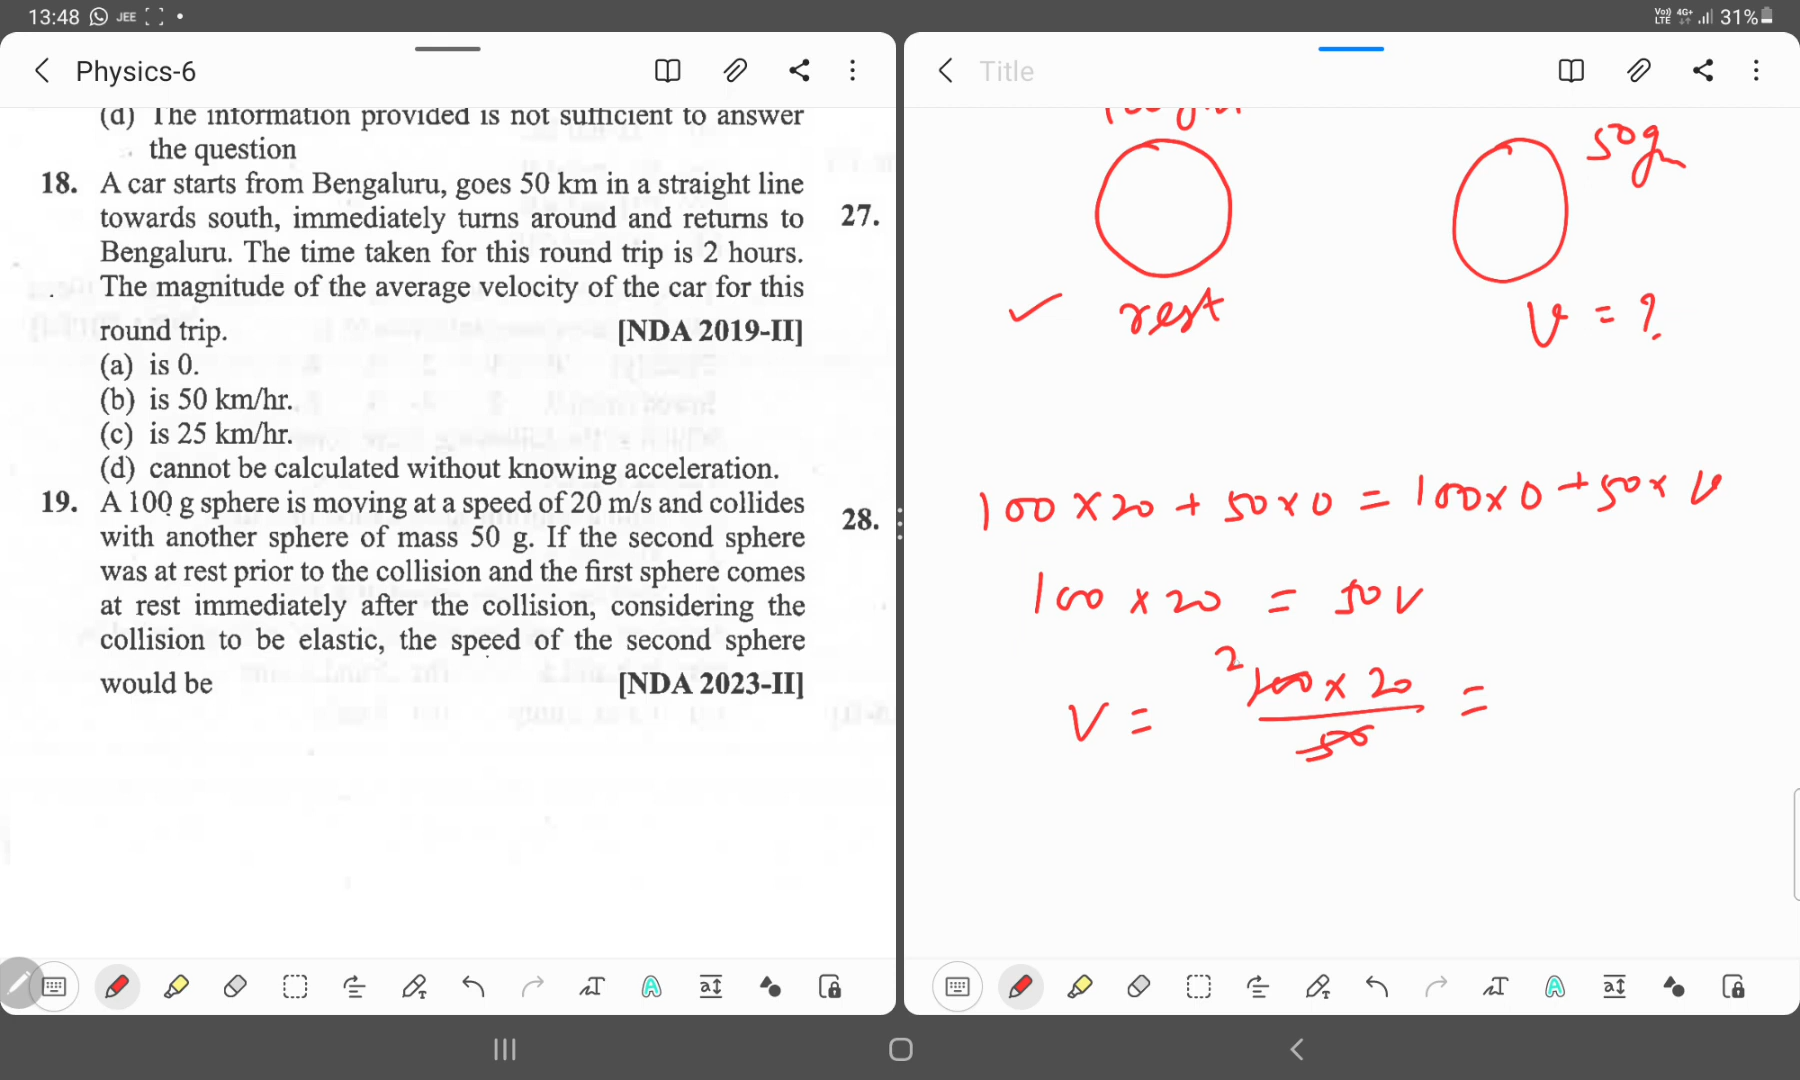 13:48 JEE
Vo)) LTE 4G+ 31%
Physics-6
(d) The information provided is not sufficient to answer
the question
18. A car starts from Bengaluru, goes 50 km in a straight line
towards south, immediately turns around and returns to
Bengaluru. The time taken for this round trip is 2 hours.
The magnitude of the average velocity of the car for this
round trip. [NDA 2019-II]
(a) is 0.
(b) is 50 km/hr.
(c) is 25 km/hr.
(d) cannot be calculated without knowing acceleration.
19. A 100 g sphere is moving at a speed of 20 m/s and collides
with another sphere of mass 50 g. If the second sphere
was at rest prior to the collision and the first sphere comes
at rest immediately after the collision, considering the
collision to be elastic, the speed of the second sphere
would be [NDA 2023-II]
27.
28.
Title
50gm
rest
v = ?
100 × 20 + 50 × 0 = 100 × 0 + 50 × v
100 × 20 = 50 v
2
v = 100 × 20 =
50